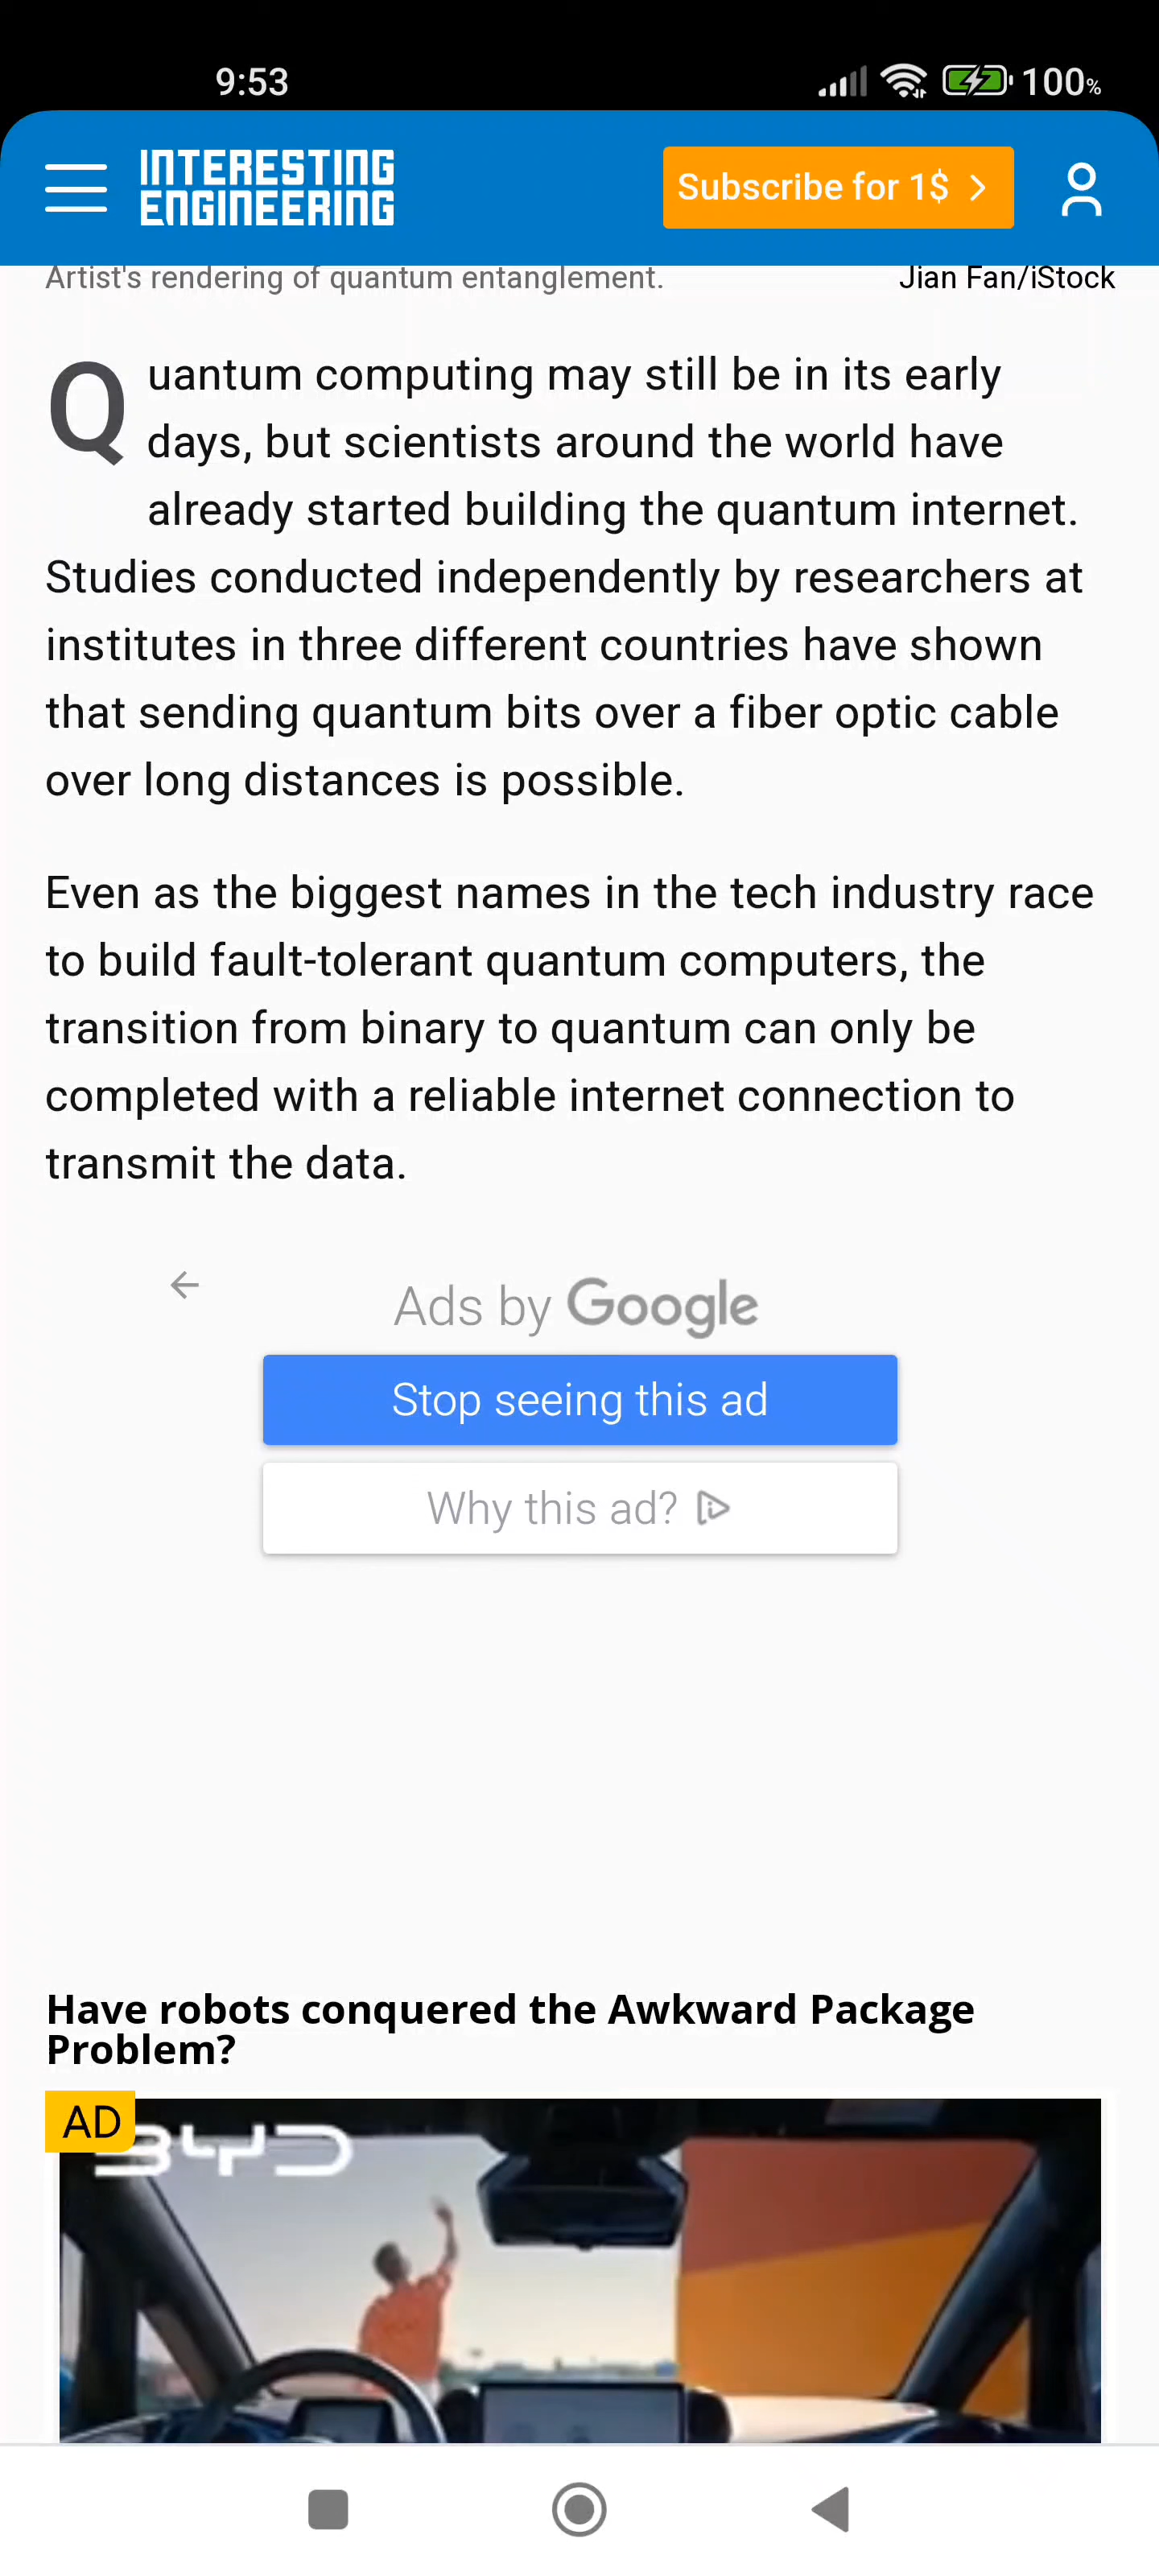 9:53
100%
INTERESTING
ENGINEERING
Subscribe for 1$
Artist's rendering of quantum entanglement.
Jian Fan/iStock
Quantum computing may still be in its early
days, but scientists around the world have
already started building the quantum internet.
Studies conducted independently by researchers at
institutes in three different countries have shown
that sending quantum bits over a fiber optic cable
over long distances is possible.
Even as the biggest names in the tech industry race
to build fault-tolerant quantum computers, the
transition from binary to quantum can only be
completed with a reliable internet connection to
transmit the data.
Ads by Google
Stop seeing this ad
Why this ad?
Have robots conquered the Awkward Package
Problem?
AD
BYD